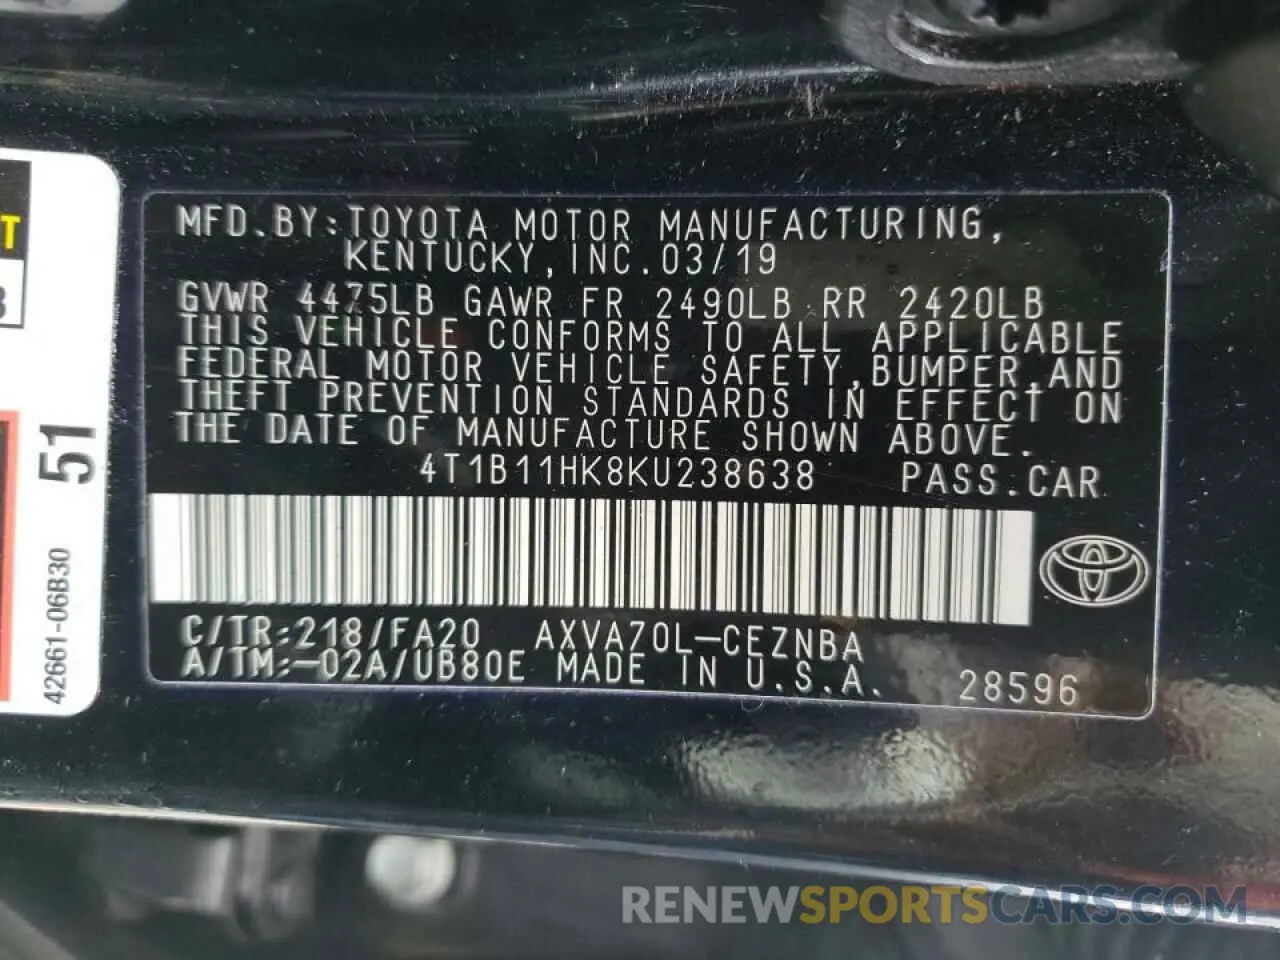 MFD.BY:TOYOTA MOTOR MANUFACTURING,
KENTUCKY,INC.03/19
GVWR 4475LB GAWR FR 2490LB RR 2420LB
THIS VEHICLE CONFORMS TO ALL APPLICABLE
FEDERAL MOTOR VEHICLE SAFETY,BUMPER,AND
THEFT PREVENTION STANDARDS IN EFFECT ON
THE DATE OF MANUFACTURE SHOWN ABOVE.
4T1B11HK8KU238638 PASS.CAR
C/TR:218/FA20 AXVA70L-CEZNBA
A/TM:-02A/UB80E MADE IN U.S.A.
28596
T
51
42661-06B30
RENEWSPORTSCARS.COM